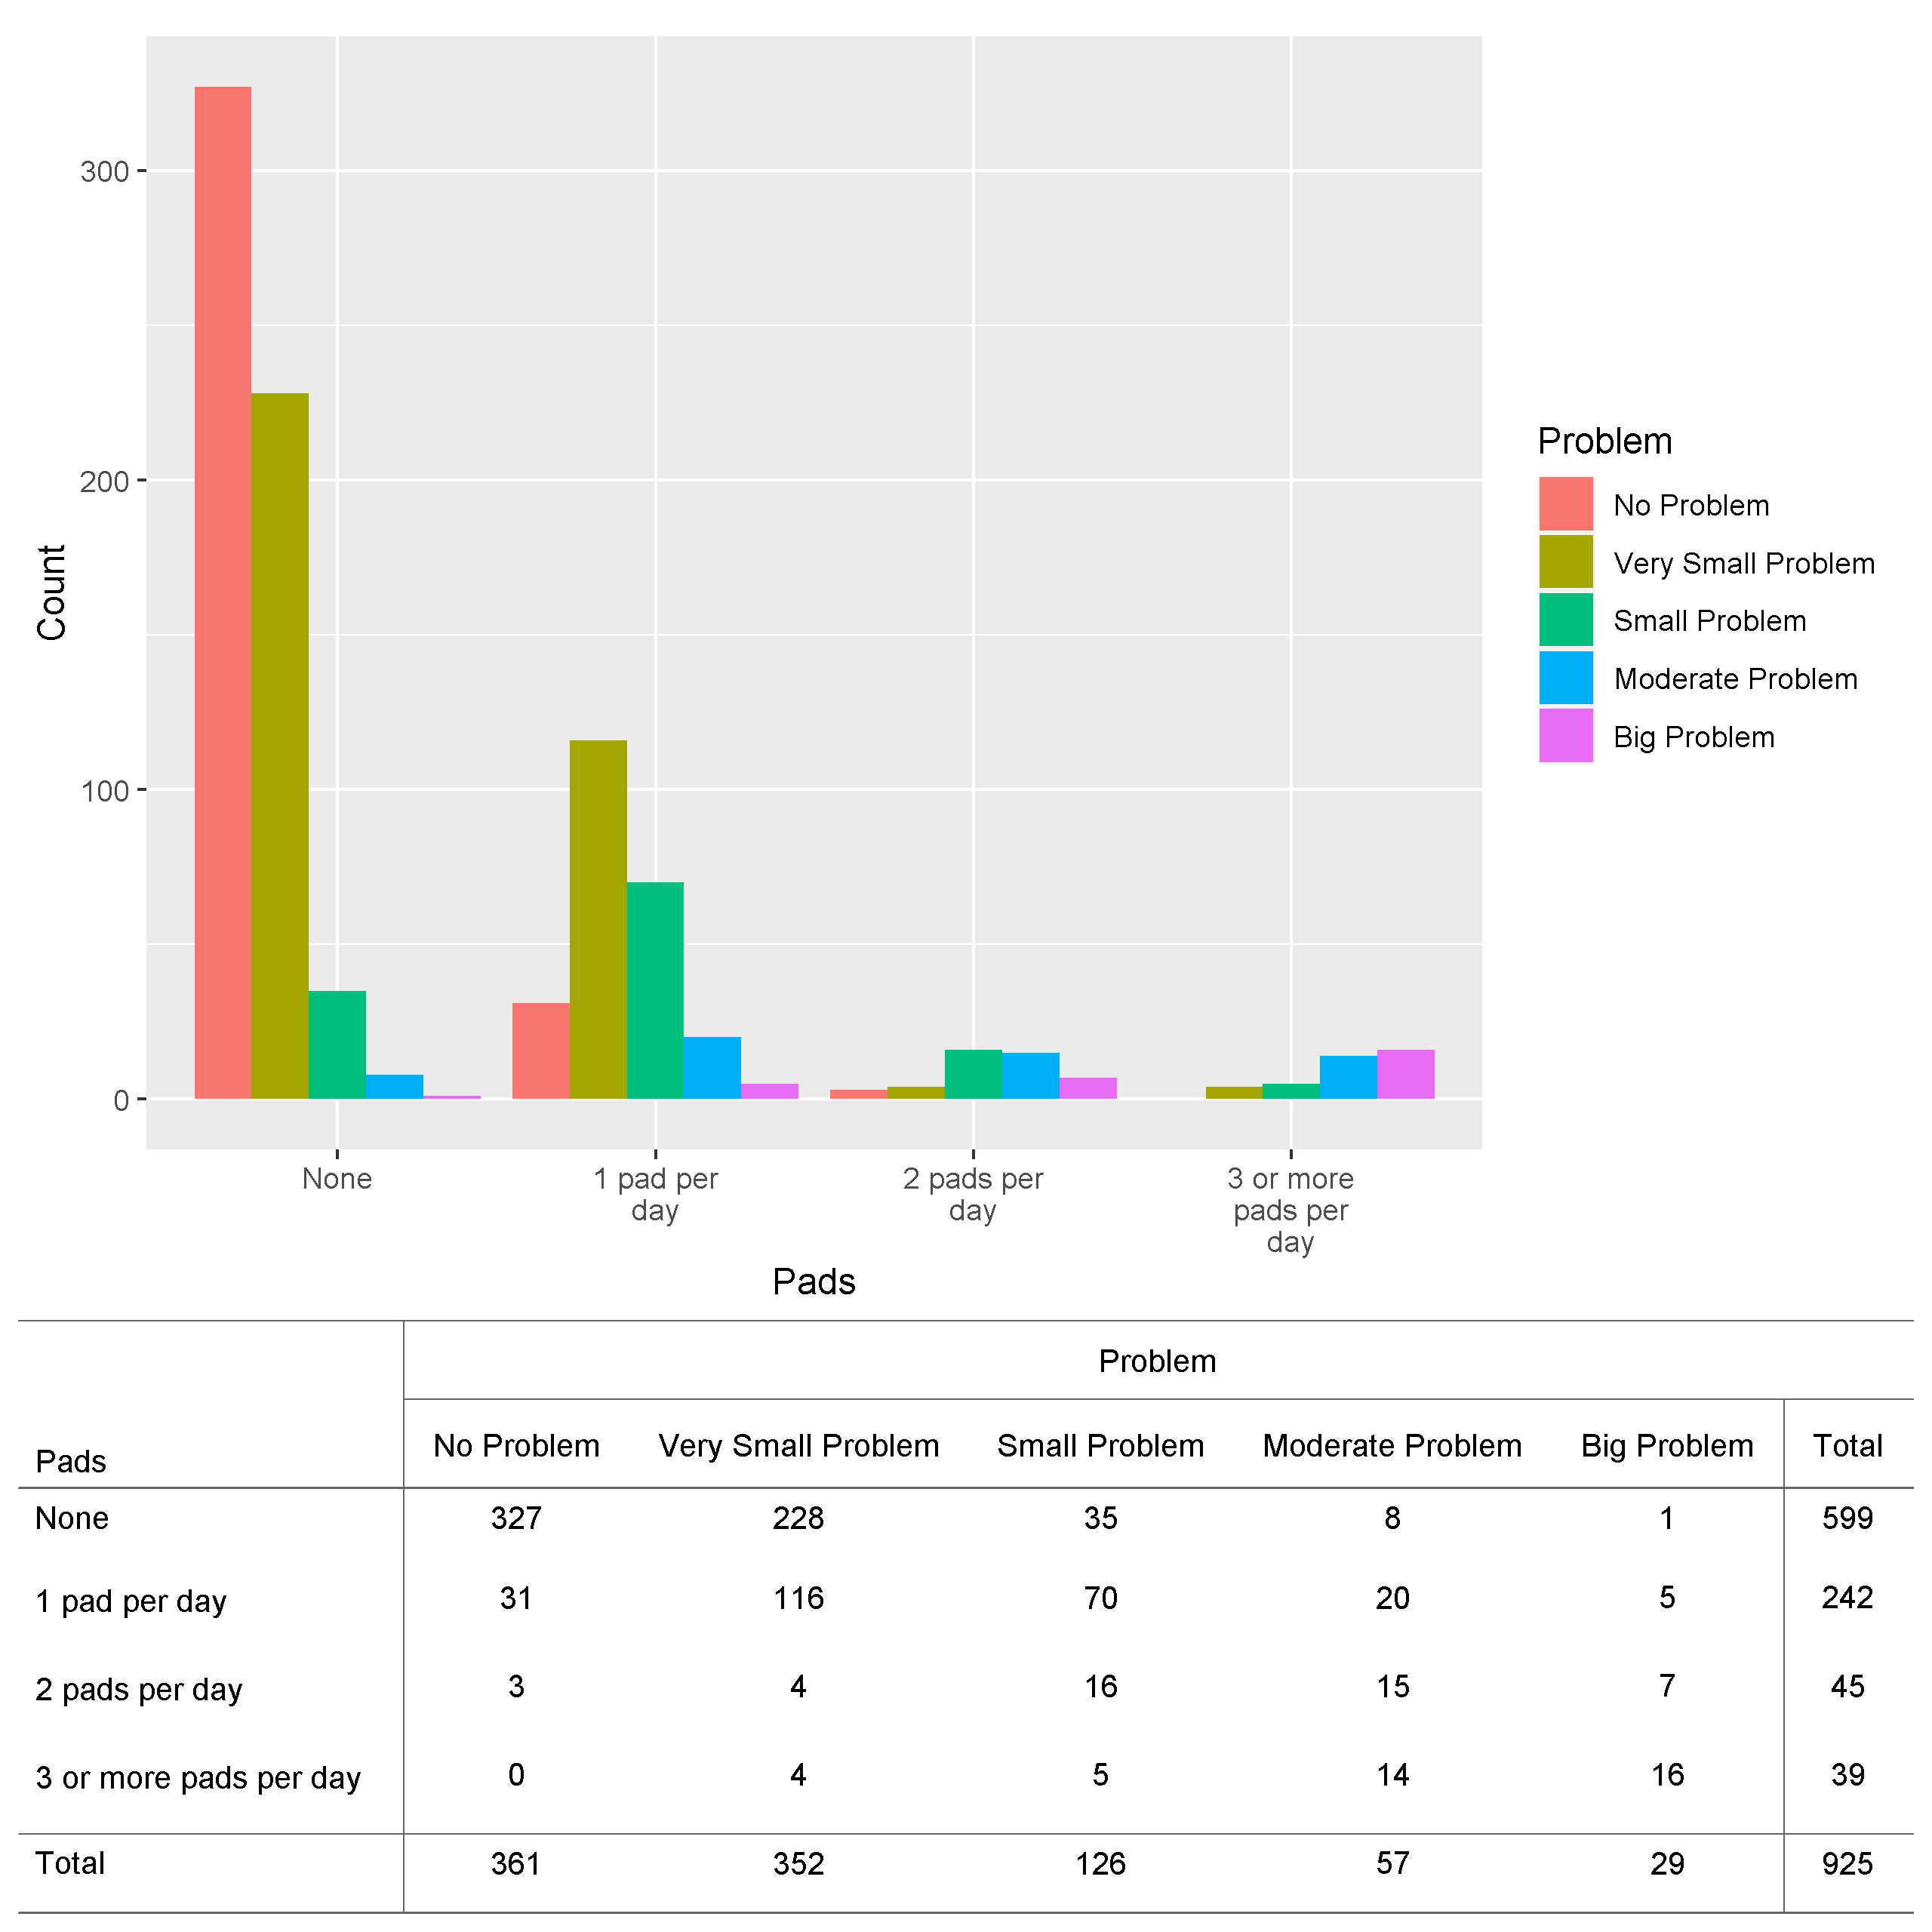 300
200
100
0
Count
None
1 pad per
day
2 pads per
day
3 or more
pads per
day
Pads
Problem
No Problem
Very Small Problem
Small Problem
Moderate Problem
Big Problem
Problem
Pads No Problem Very Small Problem Small Problem Moderate Problem Big Problem Total
None 327 228 35 8 1 599
1 pad per day 31 116 70 20 5 242
2 pads per day 3 4 16 15 7 45
3 or more pads per day 0 4 5 14 16 39
Total 361 352 126 57 29 925